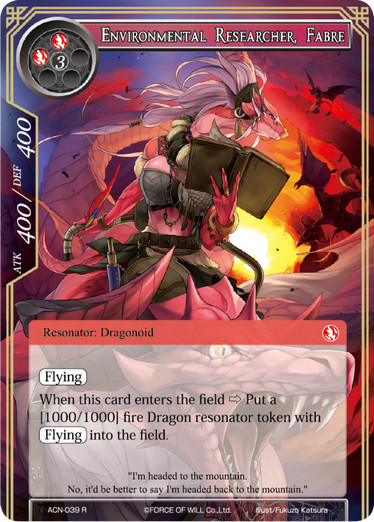 Environmental Researcher, Fabre
3
ATK 400 / DEF 400
Resonator: Dragonoid
Flying
When this card enters the field ⇨ Put a
[1000/1000] fire Dragon resonator token with
Flying into the field.
"I'm headed to the mountain.
No, it'd be better to say I'm headed back to the mountain."
ACN-039 R ©FORCE OF WILL Co.,Ltd. Illust/Fukuzo Katsura